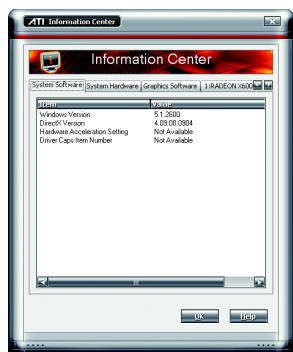 ATI Information Center
Information Center
System Software System Hardware Graphics Software 1:RADEON X600
Item Value
Windows Version 5.1.2600
DirectX Version 4.09.00.0904
Hardware Acceleration Setting Not Available
Driver Caps Item Number Not Available
OK Help